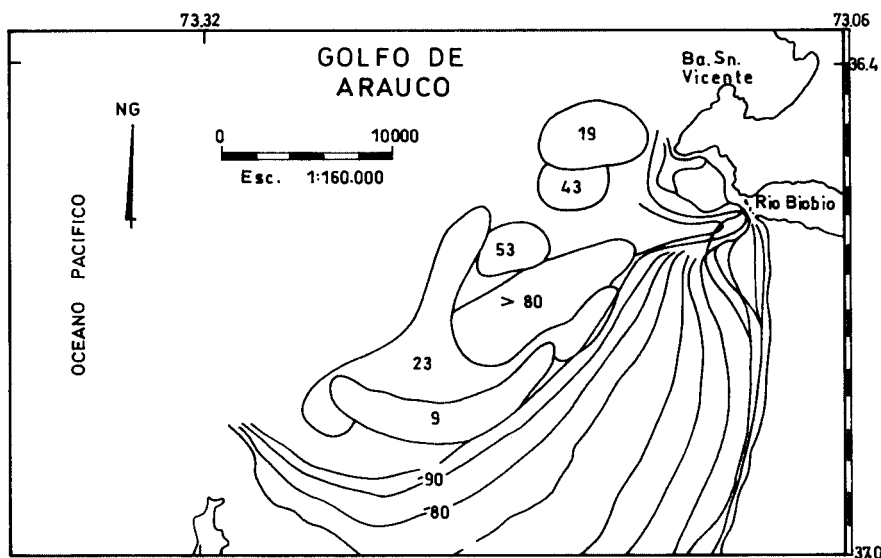 73.32
73.06
GOLFO DE
ARAUCO
Ba. Sn.
Vicente
36.4
NG
0
10000
Esc. 1:160.000
19
43
Rio Biobio
53
OCEANO PACIFICO
> 80
23
9
90
80
37.0